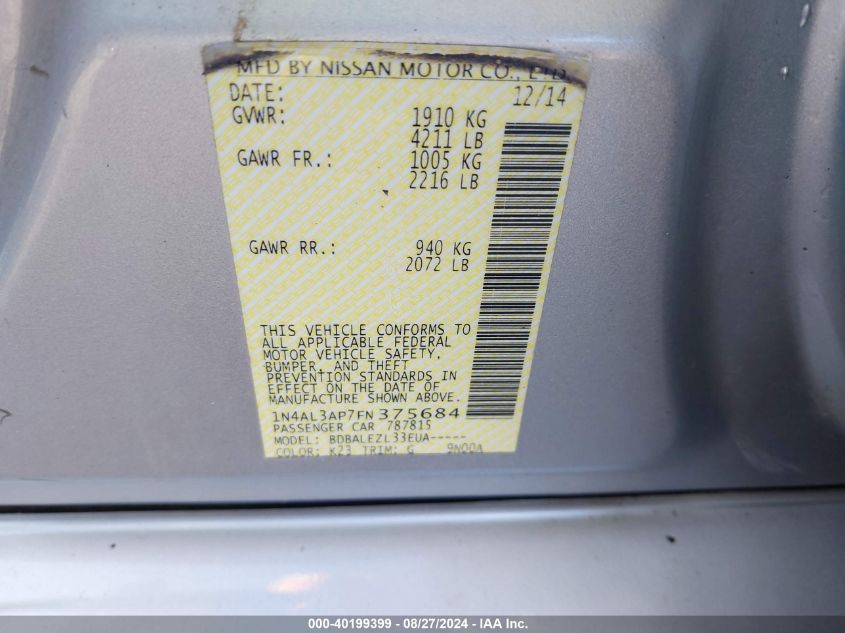 MFD BY NISSAN MOTOR CO., LTD.
DATE: 12/14
GVWR: 1910 KG
4211 LB
GAWR FR.: 1005 KG
2216 LB
GAWR RR.: 940 KG
2072 LB
THIS VEHICLE CONFORMS TO
ALL APPLICABLE FEDERAL
MOTOR VEHICLE SAFETY,
BUMPER, AND THEFT
PREVENTION STANDARDS IN
EFFECT ON THE DATE OF
MANUFACTURE SHOWN ABOVE.
1N4AL3AP7FN375684
PASSENGER CAR 787815
MODEL: BDBALEZL33EUA-----
COLOR: K23 TRIM: G 9N00A
000-40199399 - 08/27/2024 - IAA Inc.